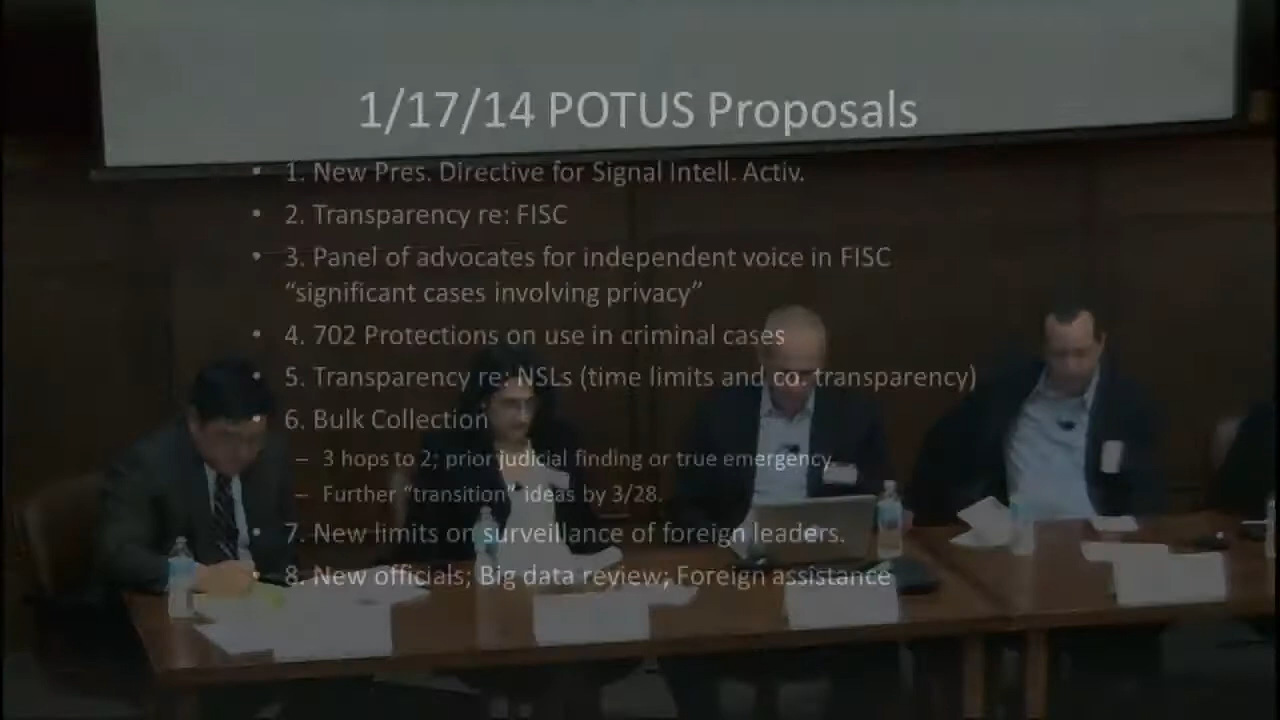 1/17/14 POTUS Proposals
• 1. New Pres. Directive for Signal Intell. Activ.
• 2. Transparency re: FISC
• 3. Panel of advocates for independent voice in FISC
“significant cases involving privacy”
• 4. 702 Protections on use in criminal cases
• 5. Transparency re: NSLs (time limits and co. transparency)
• 6. Bulk Collection
– 3 hops to 2; prior judicial finding or true emergency.
– Further “transition” ideas by 3/28.
• 7. New limits on surveillance of foreign leaders.
• 8. New officials; Big data review; Foreign assistance